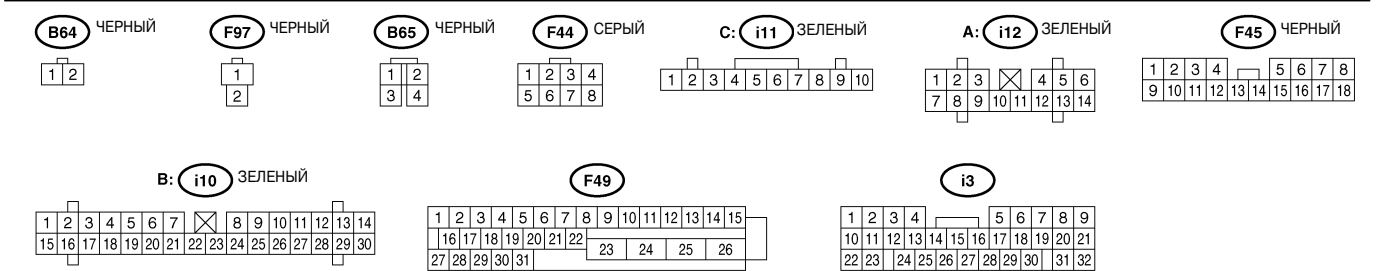 B64 ЧЕРНЫЙ F97 ЧЕРНЫЙ B65 ЧЕРНЫЙ F44 СЕРЫЙ C: i11 ЗЕЛЕНЫЙ A: i12 ЗЕЛЕНЫЙ F45 ЧЕРНЫЙ
1 2
1
2
1 2
3 4
1 2 3 4
5 6 7 8
1 2 3 4 5 6 7 8 9 10
1 2 3 4 5 6
7 8 9 10 11 12 13 14
1 2 3 4 5 6 7 8
9 10 11 12 13 14 15 16 17 18
B: i10 ЗЕЛЕНЫЙ F49 i3
1 2 3 4 5 6 7 8 9 10 11 12 13 14
15 16 17 18 19 20 21 22 23 24 25 26 27 28 29 30
1 2 3 4 5 6 7 8 9 10 11 12 13 14 15
16 17 18 19 20 21 22 23 24 25 26
27 28 29 30 31
1 2 3 4 5 6 7 8 9
10 11 12 13 14 15 16 17 18 19 20 21
22 23 24 25 26 27 28 29 30 31 32